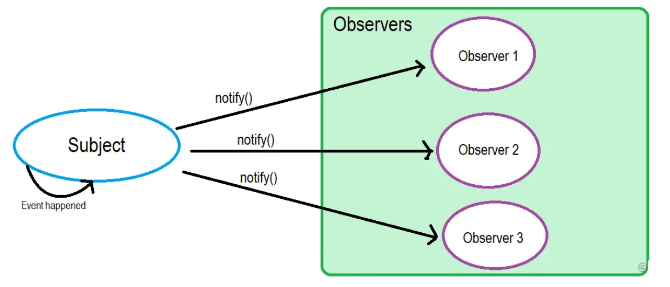 Observers
Observer 1
notify()
Subject
notify()
Observer 2
notify()
Event happened
Observer 3
@